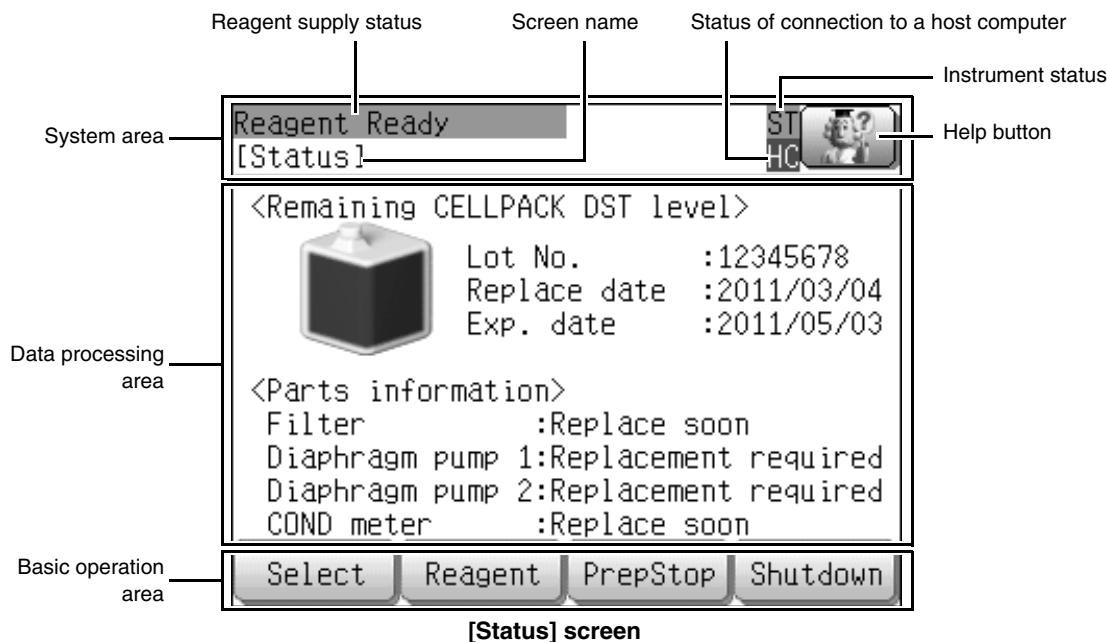 Reagent supply status
Screen name
Status of connection to a host computer
Instrument status
System area
Reagent Ready
ST
Help button
[Status]
HC
<Remaining CELLPACK DST level>
Lot No. :12345678
Replace date :2011/03/04
Exp. date :2011/05/03
Data processing
area
<Parts information>
Filter :Replace soon
Diaphragm pump 1:Replacement required
Diaphragm pump 2:Replacement required
COND meter :Replace soon
Basic operation
area
Select Reagent PrepStop Shutdown
[Status] screen